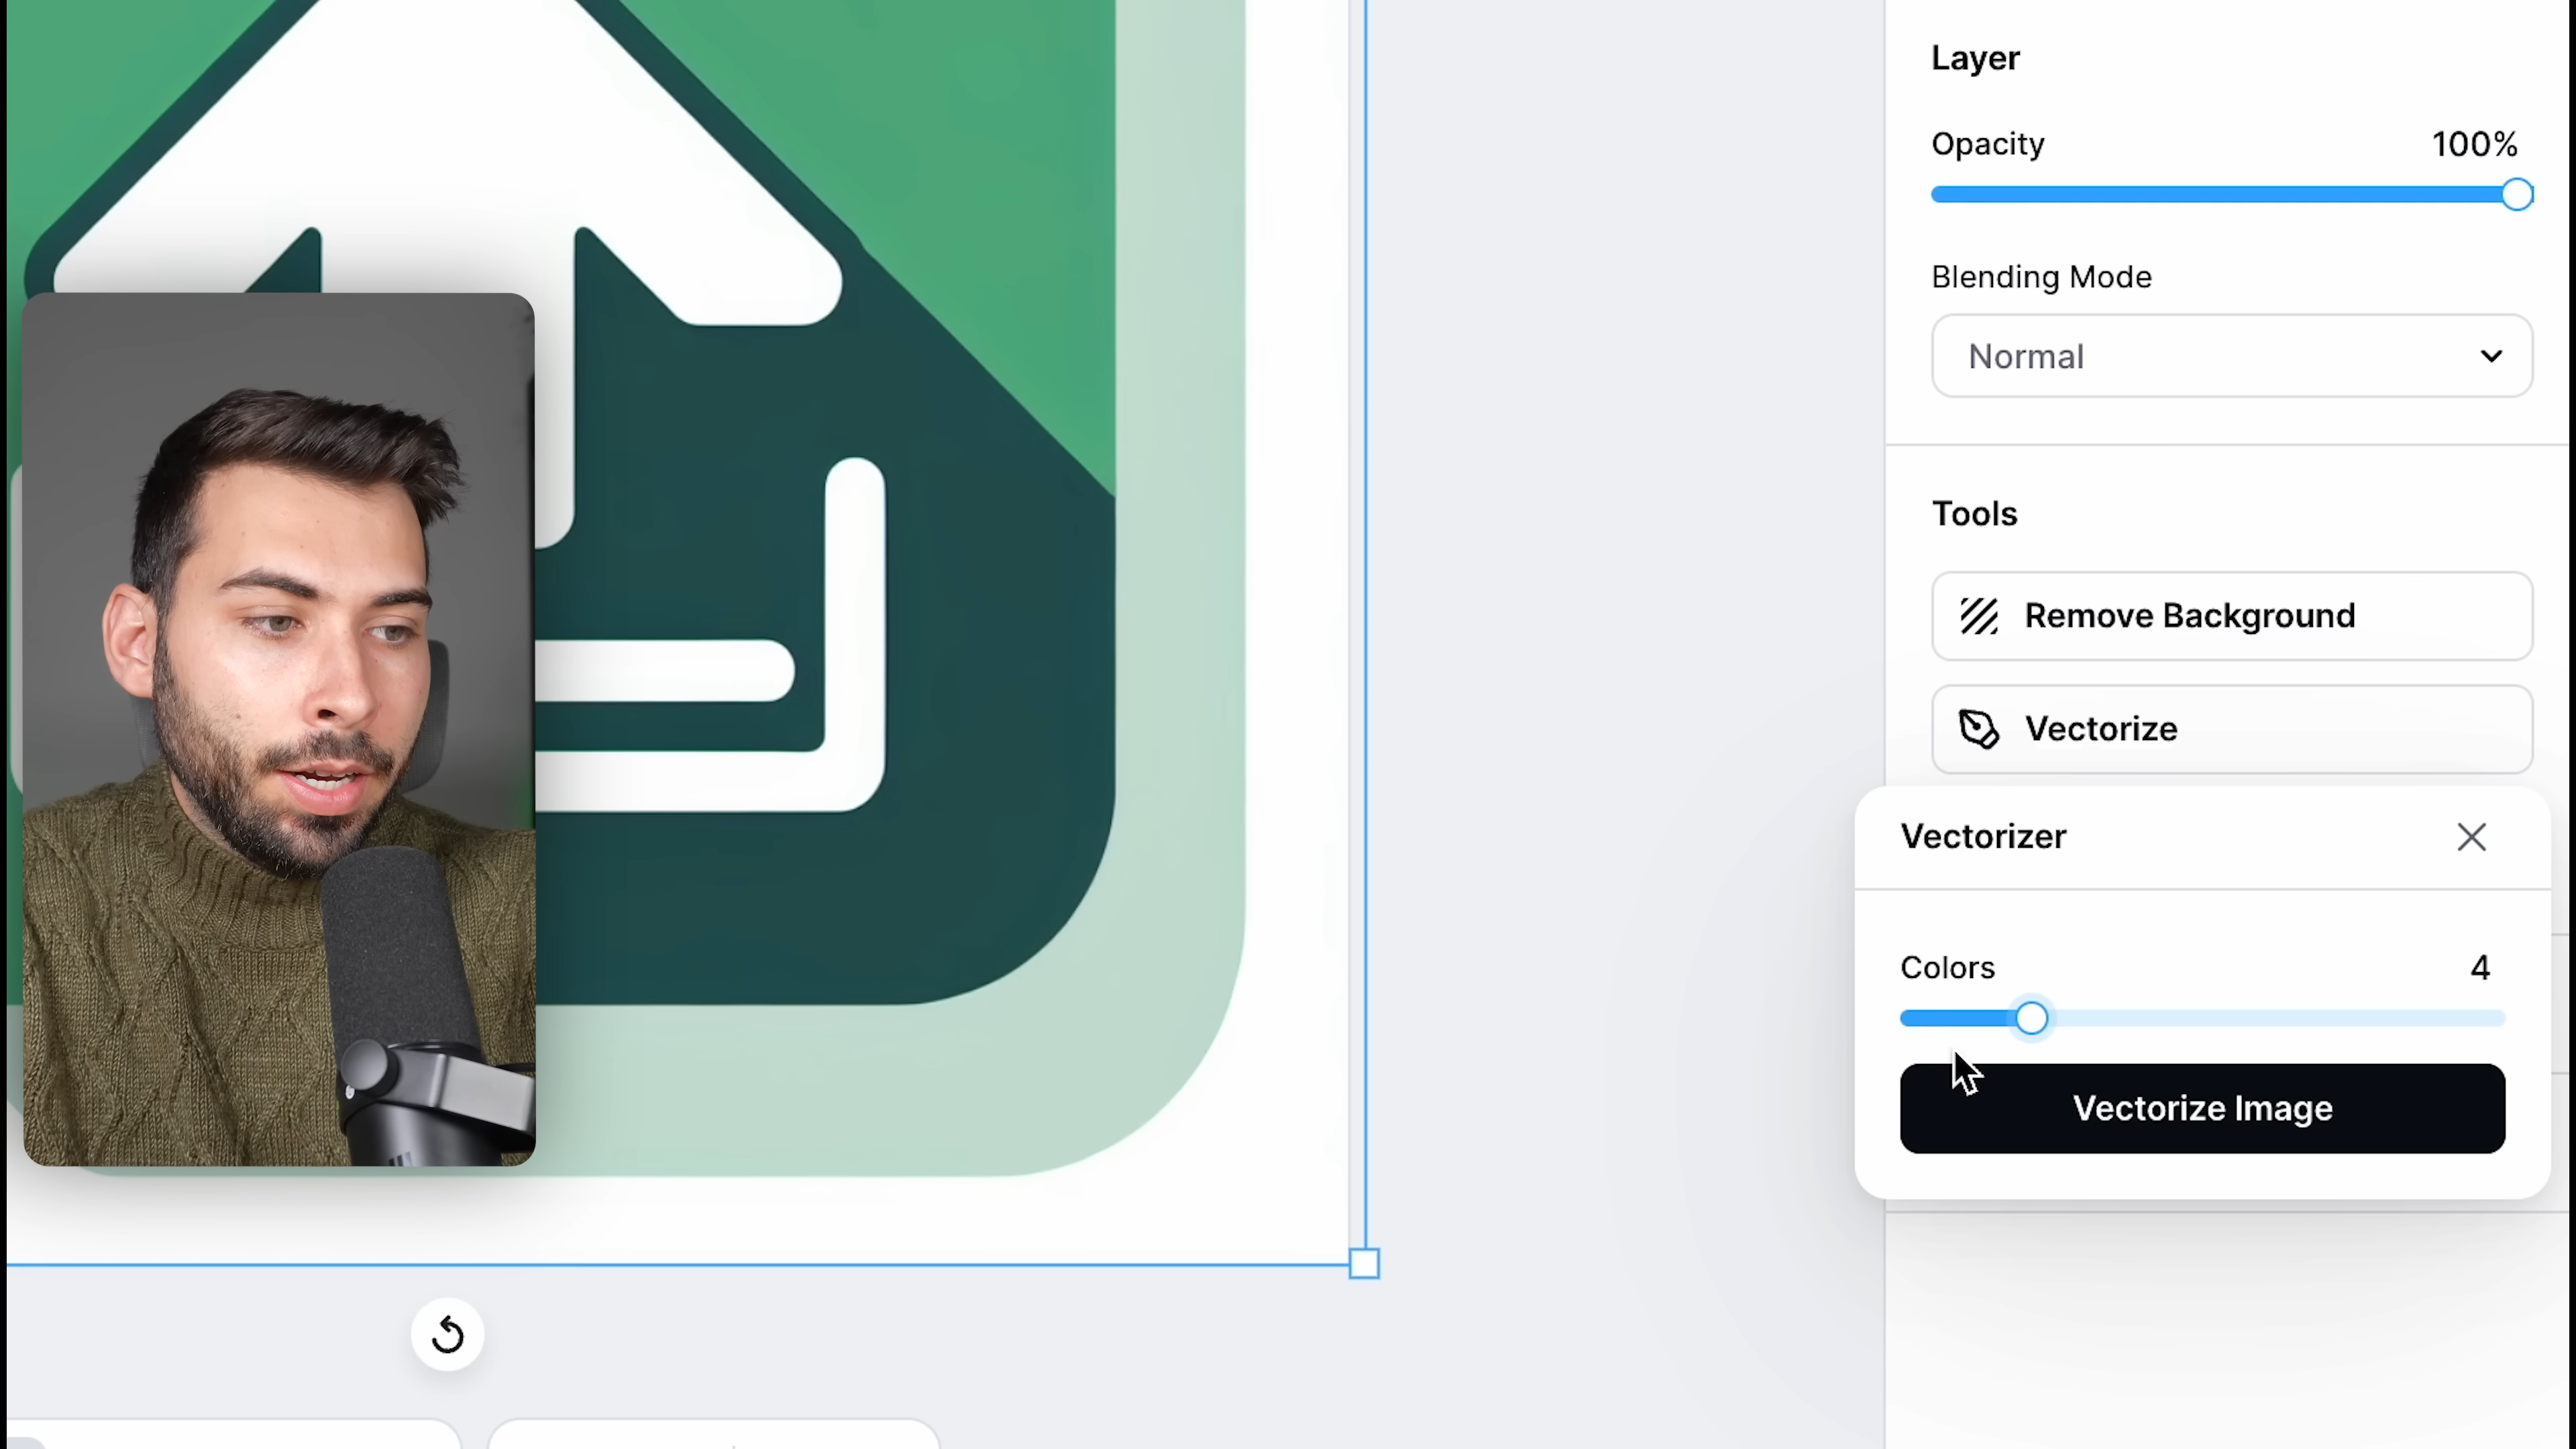 Layer
Opacity 100%
Blending Mode
Normal
Tools
Remove Background
Vectorize
Vectorizer
Colors 4
Vectorize Image